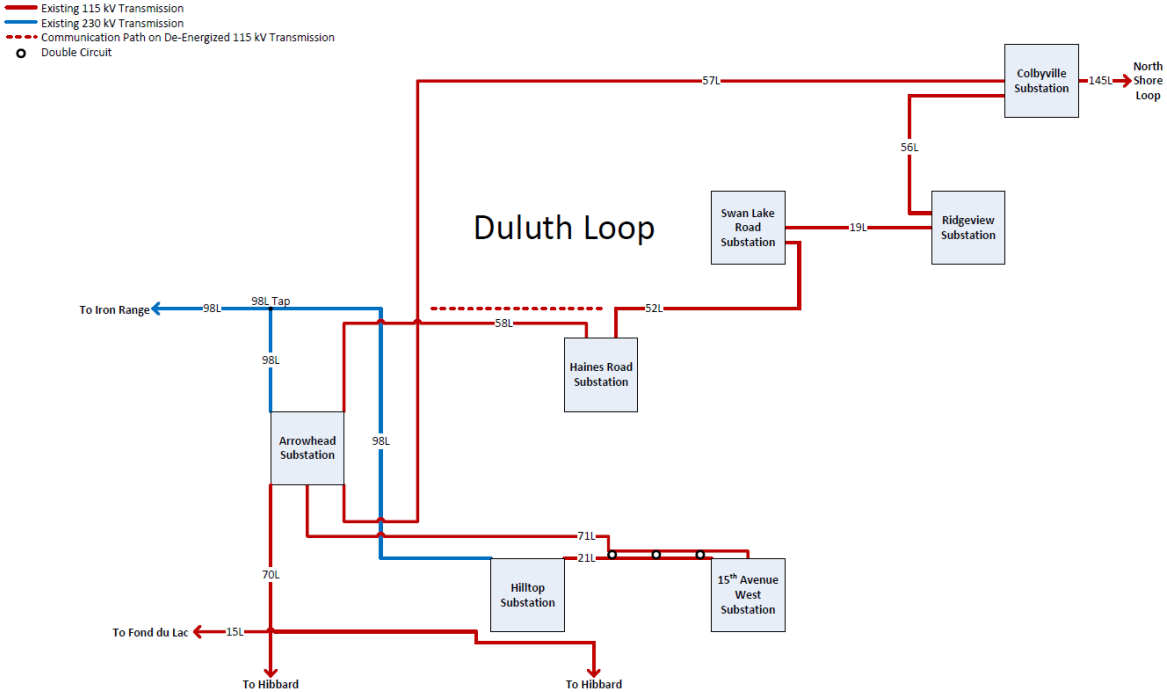 Existing 115 kV Transmission
Existing 230 kV Transmission
Communication Path on De-Energized 115 kV Transmission
Double Circuit
57L
Colbyville
Substation
145L
North
Shore
Loop
56L
Duluth Loop
Swan Lake
Road
Substation
19L
Ridgeview
Substation
To Iron Range
98L
98L Tap
52L
58L
98L
Haines Road
Substation
Arrowhead
Substation
98L
71L
21L
70L
Hilltop
Substation
15th Avenue
West
Substation
To Fond du Lac
15L
To Hibbard
To Hibbard